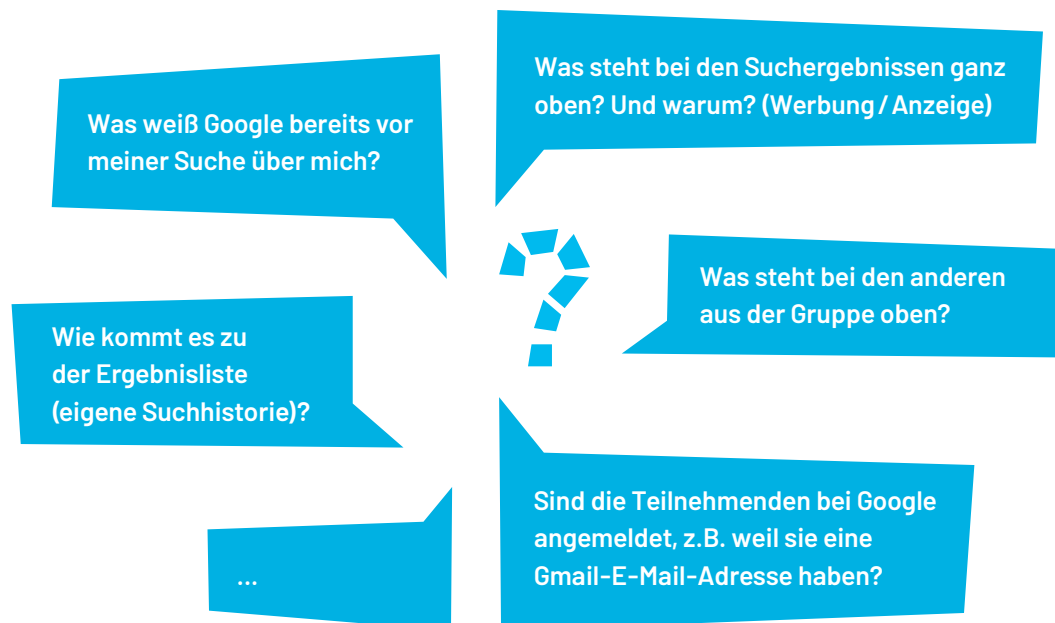 Was weiß Google bereits vor
meiner Suche über mich?
Was steht bei den Suchergebnissen ganz
oben? Und warum? (Werbung / Anzeige)
Was steht bei den anderen
aus der Gruppe oben?
Wie kommt es zu
der Ergebnisliste
(eigene Suchhistorie)?
Sind die Teilnehmenden bei Google
angemeldet, z.B. weil sie eine
Gmail-E-Mail-Adresse haben?
...
?